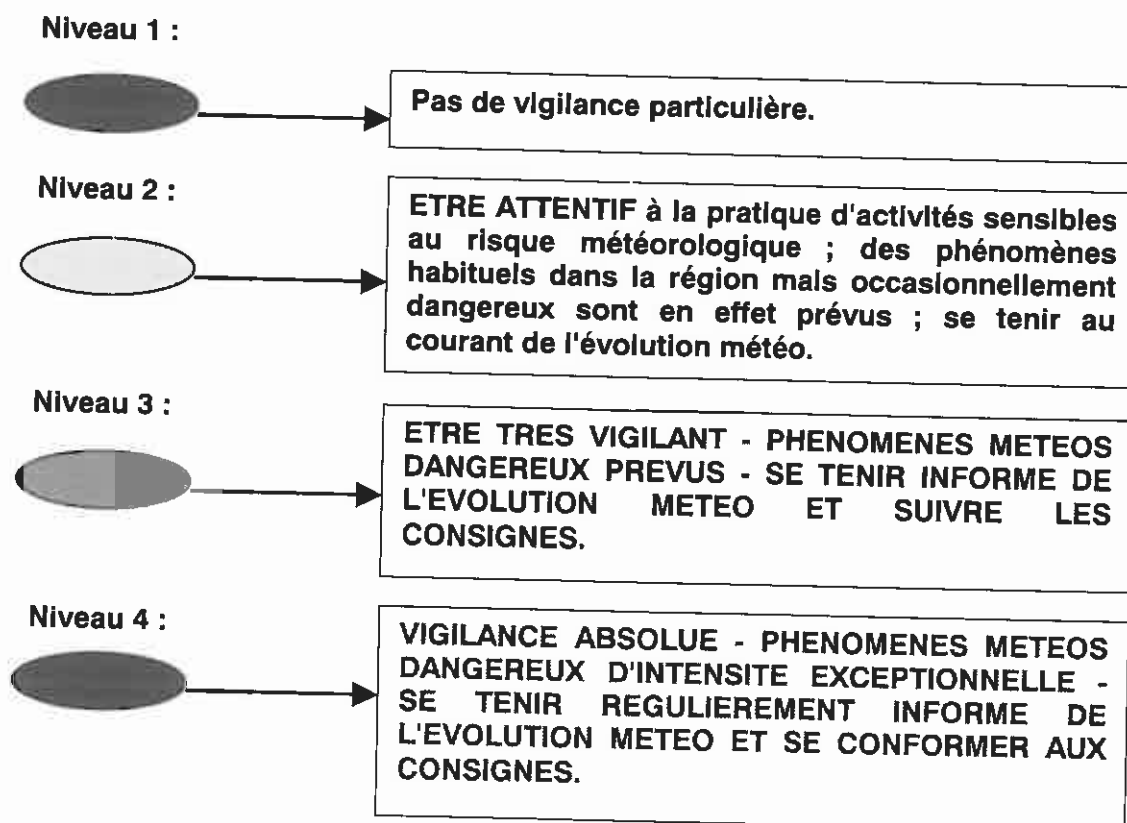 Niveau 1 :
Pas de vigilance particulière.
Niveau 2 :
ETRE ATTENTIF à la pratique d'activités sensibles
au risque météorologique ; des phénomènes
habituels dans la région mais occasionnellement
dangereux sont en effet prévus ; se tenir au
courant de l'évolution météo.
Niveau 3 :
ETRE TRES VIGILANT - PHENOMENES METEOS
DANGEREUX PREVUS - SE TENIR INFORME DE
L'EVOLUTION METEO ET SUIVRE LES
CONSIGNES.
Niveau 4 :
VIGILANCE ABSOLUE - PHENOMENES METEOS
DANGEREUX D'INTENSITE EXCEPTIONNELLE -
SE TENIR REGULIEREMENT INFORME DE
L'EVOLUTION METEO ET SE CONFORMER AUX
CONSIGNES.